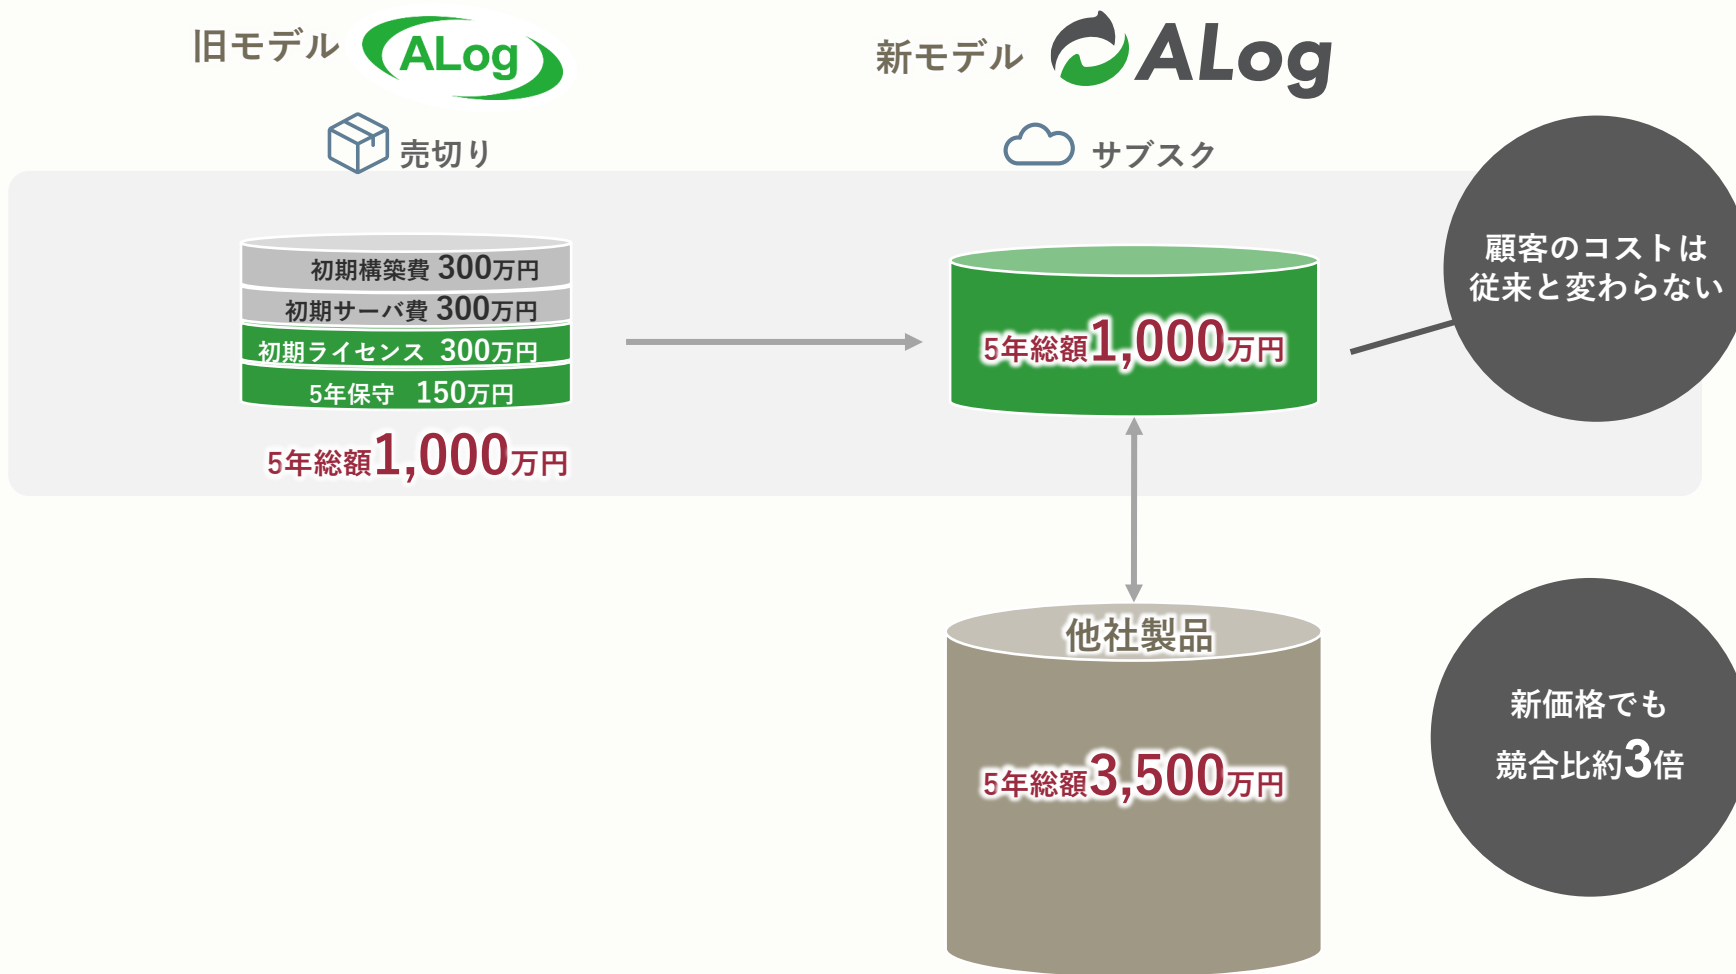 旧モデル
ALog
新モデル
ALog
売切り
サブスク
初期構築費 300万円
初期サーバ費 300万円
初期ライセンス 300万円
5年保守 150万円
5年総額1,000万円
5年総額1,000万円
顧客のコストは
従来と変わらない
他社製品
5年総額3,500万円
新価格でも
競合比約3倍